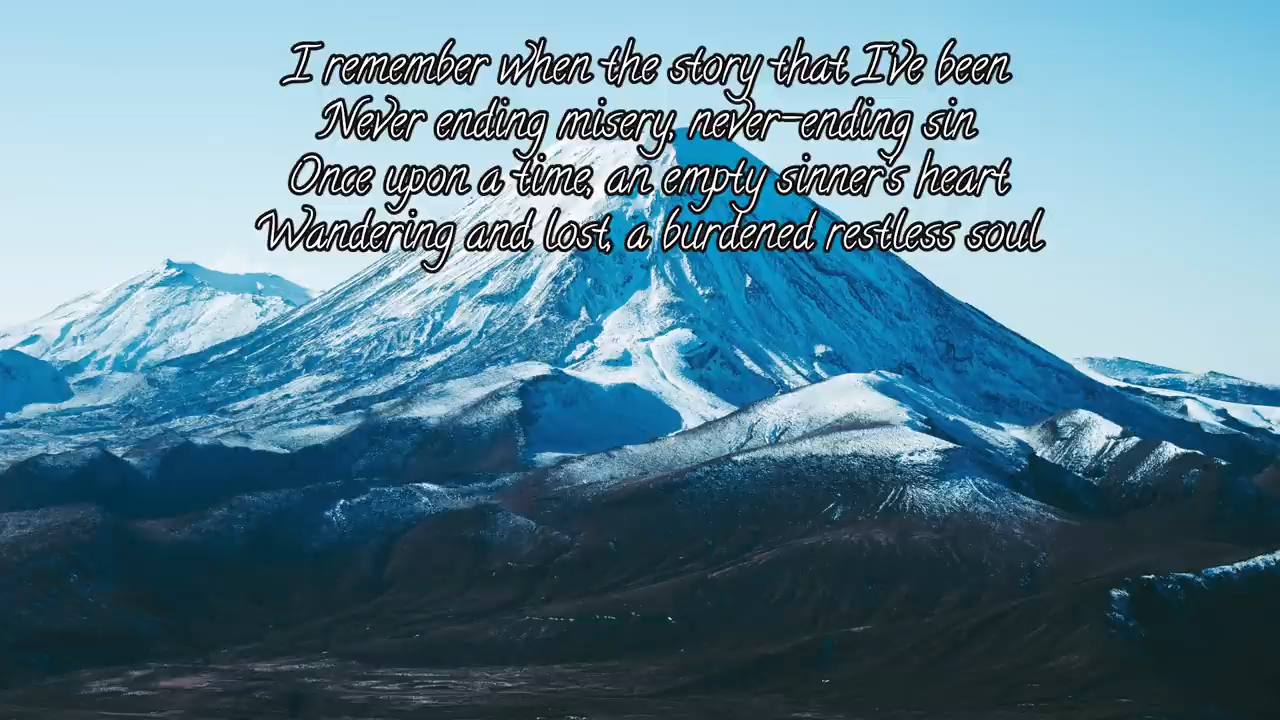 I remember when the story that I've been
Never ending misery, never-ending sin
Once upon a time, an empty sinner's heart
Wandering and lost, a burdened restless soul